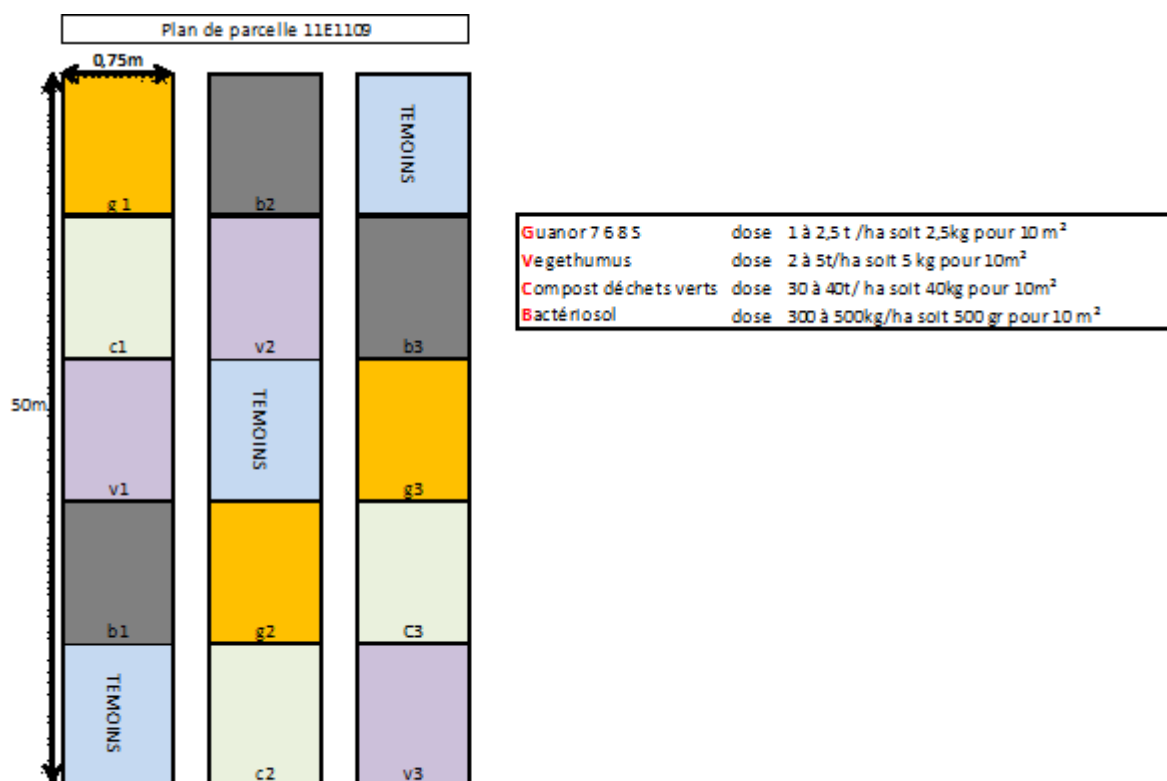 Plan de parcelle 11E1109
0,75m
50m
g 1
b2
TEMOINS
c1
v2
b3
v1
TEMOINS
g3
b1
g2
C3
TEMOINS
c2
v3
Guanor 7 6 8 5 dose 1 à 2,5 t /ha soit 2,5kg pour 10 m²
Vegethumus dose 2 à 5t/ha soit 5 kg pour 10m²
Compost déchets verts dose 30 à 40t/ ha soit 40kg pour 10m²
Bactériosol dose 300 à 500kg/ha soit 500 gr pour 10 m²